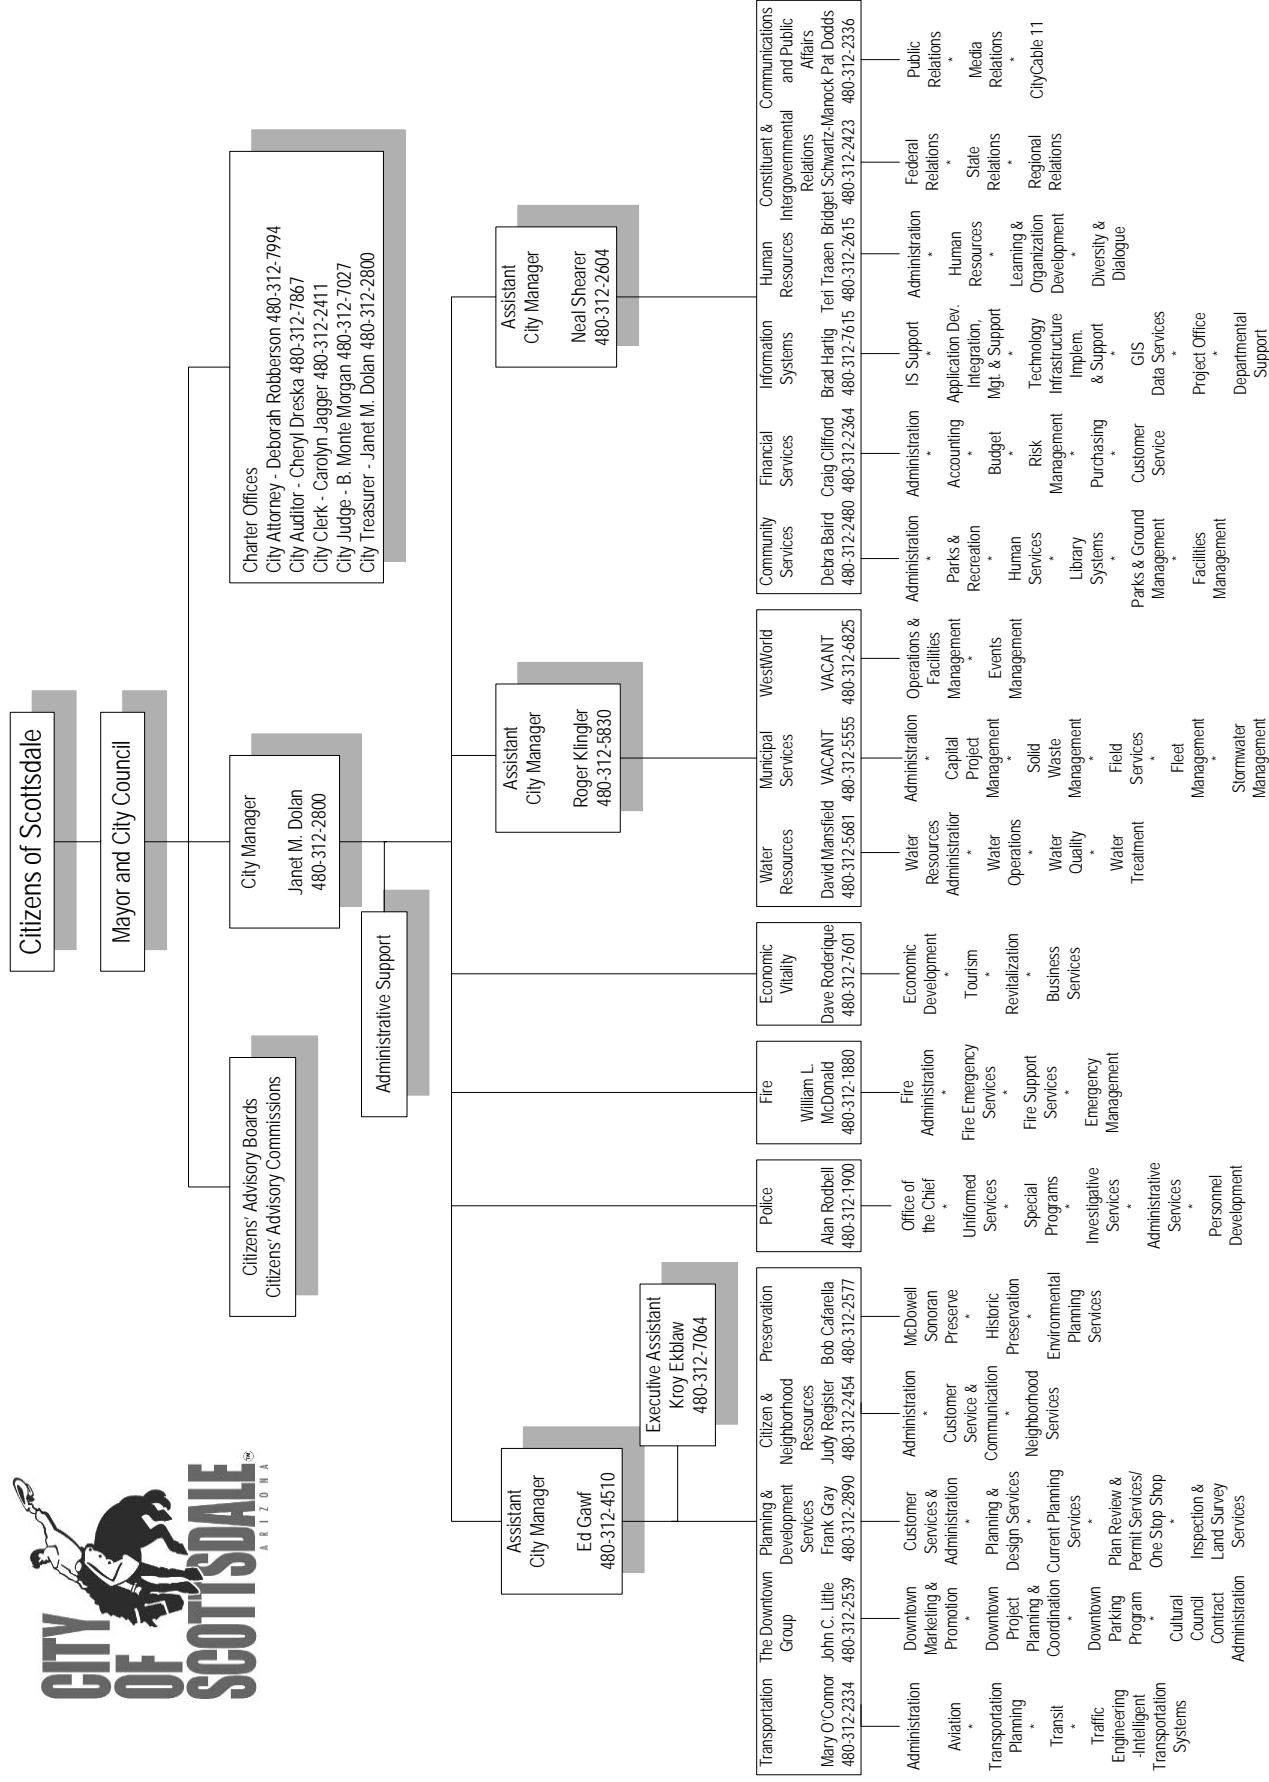 CITY
OF
SCOTTSDALE
TM
ARIZONA
Citizens of Scottsdale
Mayor and City Council
Citizens' Advisory Boards
Citizens' Advisory Commissions
City Manager
Janet M. Dolan
480-312-2800
Charter Offices
City Attorney - Deborah Robberson 480-312-7994
City Auditor - Cheryl Dreska 480-312-7867
City Clerk - Carolyn Jagger 480-312-2411
City Judge - B. Monte Morgan 480-312-7027
City Treasurer - Janet M. Dolan 480-312-2800
Administrative Support
Assistant
City Manager
Ed Gawf
480-312-4510
Executive Assistant
Kroy Ekblaw
480-312-7064
Assistant
City Manager
Roger Klingler
480-312-5830
Assistant
City Manager
Neal Shearer
480-312-2604
Transportation
Mary O'Connor
480-312-2334
Administration
*
Aviation
*
Transportation
Planning
*
Transit
*
Traffic
Engineering
-Intelligent
Transportation
Systems
The Downtown
Group
John C. Little
480-312-2539
Downtown
Marketing &
Promotion
*
Downtown
Project
Planning &
Coordination
*
Downtown
Parking
Program
*
Cultural
Council
Contract
Administration
Planning &
Development
Services
Frank Gray
480-312-2890
Customer
Services &
Administration
*
Planning &
Design Services
*
Current Planning
Services
*
Plan Review &
Permit Services/
One Stop Shop
*
Inspection &
Land Survey
Services
Citizen &
Neighborhood
Resources
Judy Register
480-312-2454
Administration
*
Customer
Service &
Communication
*
Neighborhood
Services
Preservation
Bob Cafarella
480-312-2577
McDowell
Sonoran
Preserve
*
Historic
Preservation
*
Environmental
Planning
Services
Police
Alan Rodbell
480-312-1900
Office of
the Chief
*
Uniformed
Services
*
Special
Programs
*
Investigative
Services
*
Administrative
Services
*
Personnel
Development
Fire
William L.
McDonald
480-312-1880
Fire
Administration
*
Fire Emergency
Services
*
Fire Support
Services
*
Emergency
Management
Economic
Vitality
Dave Roderique
480-312-7601
Economic
Development
*
Tourism
*
Revitalization
*
Business
Services
Water
Resources
David Mansfield
480-312-5681
Water
Resources
Administratior
*
Water
Operations
*
Water
Quality
*
Water
Treatment
Municipal
Services
VACANT
480-312-5555
Administration
*
Capital
Project
Management
*
Solid
Waste
Management
*
Field
Services
*
Fleet
Management
*
Stormwater
Management
WestWorld
VACANT
480-312-6825
Operations &
Facilities
Management
*
Events
Management
Community
Services
Debra Baird
480-312-2480
Administration
*
Parks &
Recreation
*
Human
Services
*
Library
Systems
*
Parks & Ground
Management
*
Facilities
Management
Financial
Services
Craig Clifford
480-312-2364
Administration
*
Accounting
*
Budget
*
Risk
Management
*
Purchasing
*
Customer
Service
Information
Systems
Brad Hartig
480-312-7615
IS Support
*
Application Dev.
Integration,
Mgt. & Support
*
Technology
Infrastructure
Implem.
& Support
*
GIS
Data Services
*
Project Office
*
Departmental
Support
Human
Resources
Teri Traaen
480-312-2615
Administration
*
Human
Resources
*
Learning &
Organization
Development
*
Diversity &
Dialogue
Constituent &
Intergovernmental
Relations
Bridget Schwartz-Manock
480-312-2423
Federal
Relations
*
State
Relations
*
Regional
Relations
Communications
and Public
Affairs
Pat Dodds
480-312-2336
Public
Relations
*
Media
Relations
*
CityCable 11